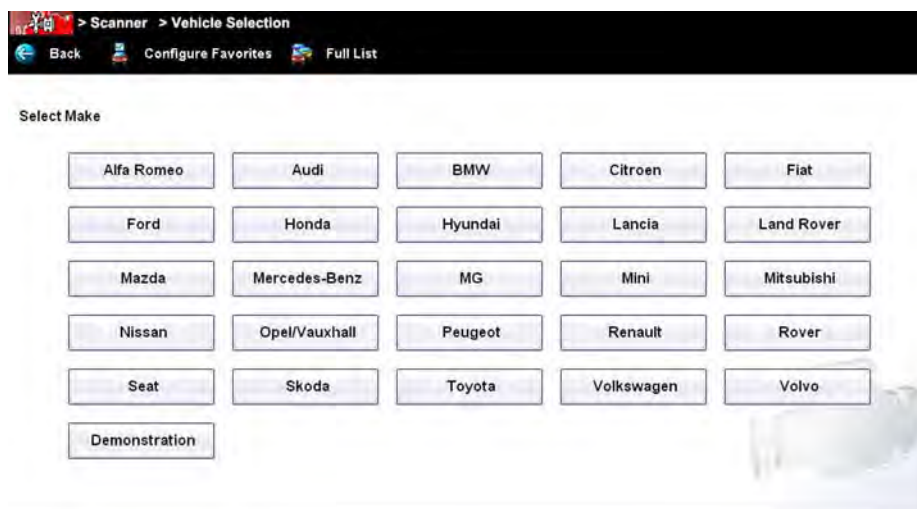 > Scanner > Vehicle Selection
Back Configure Favorites Full List
Select Make
Alfa Romeo Audi BMW Citroen Fiat
Ford Honda Hyundai Lancia Land Rover
Mazda Mercedes-Benz MG Mini Mitsubishi
Nissan Opel/Vauxhall Peugeot Renault Rover
Seat Skoda Toyota Volkswagen Volvo
Demonstration